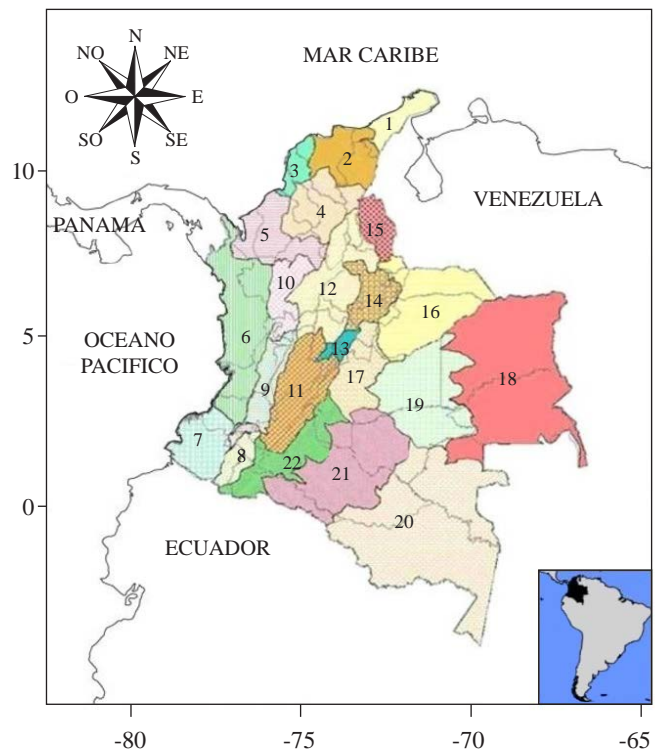 MAR CARIBE
N
NO
NE
O
E
SO
SE
S
1
10
2
3
VENEZUELA
4
PANAMA
5
15
10
12
14
16
5
6
OCEANO
PACIFICO
13
18
17
9
11
19
7
8
22
21
0
20
ECUADOR
-80
-75
-70
-65